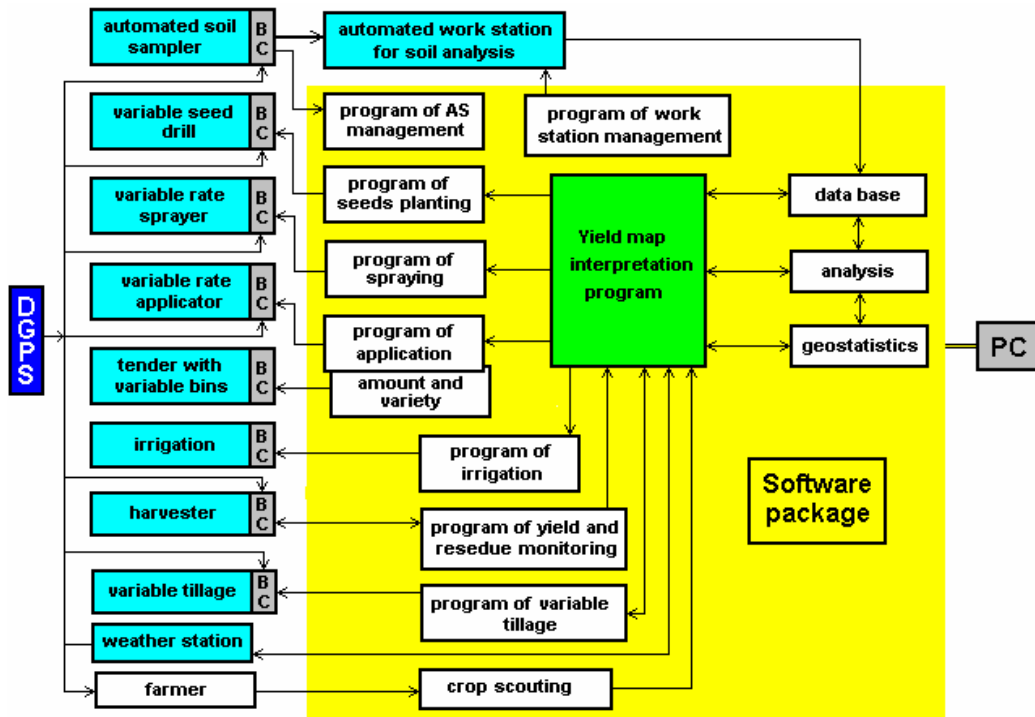 automated soil
sampler
B
C
automated work station
for soil analysis
program of AS
management
program of work
station management
variable seed
drill
B
C
program of
seeds planting
data base
variable rate
sprayer
B
C
program of
spraying
Yield map
interpretation
program
analysis
DGPS
variable rate
applicator
B
C
program of
application
geostatistics
PC
tender with
variable bins
B
C
amount and
variety
irrigation
B
C
program of
irrigation
harvester
B
C
program of yield and
resedue monitoring
Software
package
variable tillage
B
C
program of variable
tillage
weather station
farmer
crop scouting